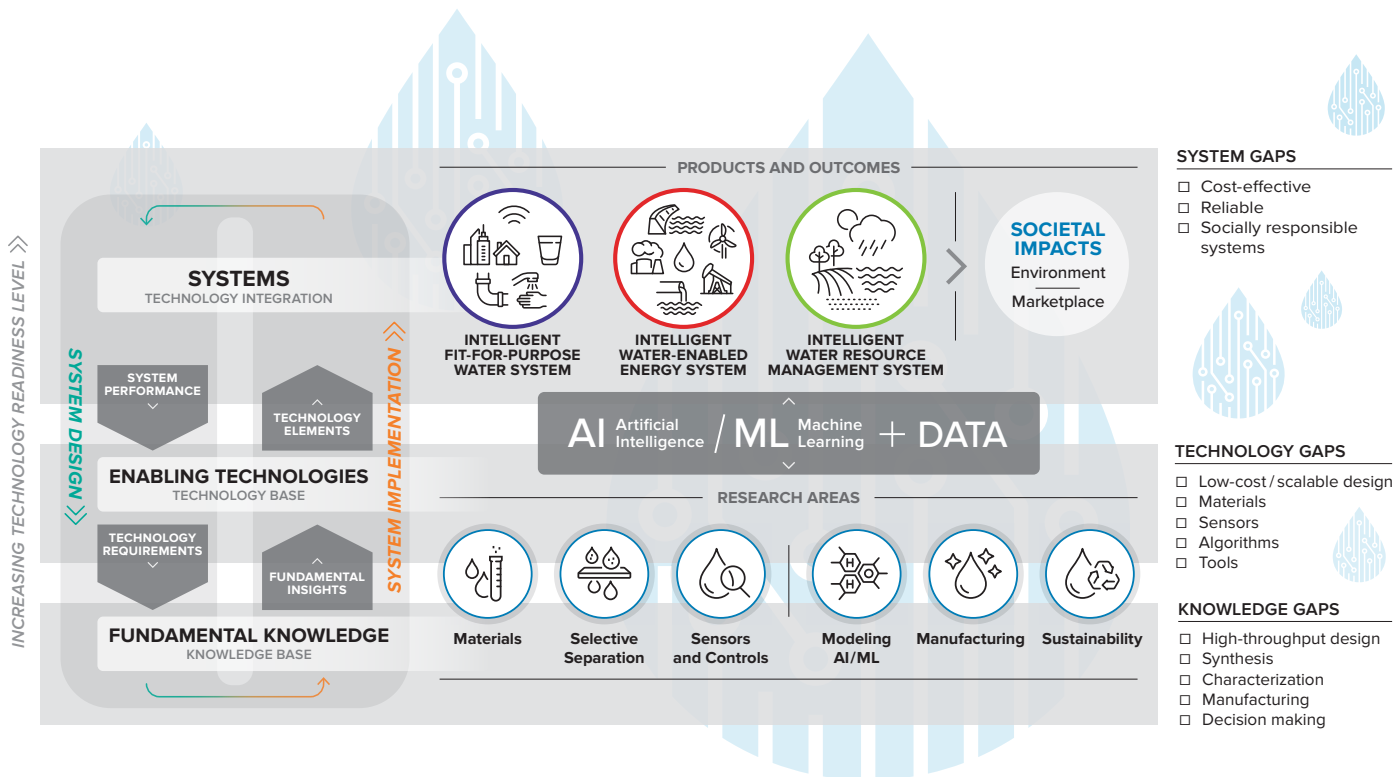 INCREASING TECHNOLOGY READINESS LEVEL
SYSTEM DESIGN
SYSTEMS
TECHNOLOGY INTEGRATION
SYSTEM
PERFORMANCE
TECHNOLOGY
ELEMENTS
ENABLING TECHNOLOGIES
TECHNOLOGY BASE
TECHNOLOGY
REQUIREMENTS
FUNDAMENTAL
INSIGHTS
FUNDAMENTAL KNOWLEDGE
KNOWLEDGE BASE
SYSTEM IMPLEMENTATION
PRODUCTS AND OUTCOMES
INTELLIGENT
FIT-FOR-PURPOSE
WATER SYSTEM
INTELLIGENT
WATER-ENABLED
ENERGY SYSTEM
INTELLIGENT
WATER RESOURCE
MANAGEMENT SYSTEM
SOCIETAL
IMPACTS
Environment
Marketplace
AI Artificial Intelligence / ML Machine Learning + DATA
RESEARCH AREAS
Materials
Selective
Separation
Sensors
and Controls
H
H
H
Modeling
AI/ML
Manufacturing
Sustainability
SYSTEM GAPS
Cost-effective
Reliable
Socially responsible
systems
TECHNOLOGY GAPS
Low-cost/scalable design
Materials
Sensors
Algorithms
Tools
KNOWLEDGE GAPS
High-throughput design
Synthesis
Characterization
Manufacturing
Decision making